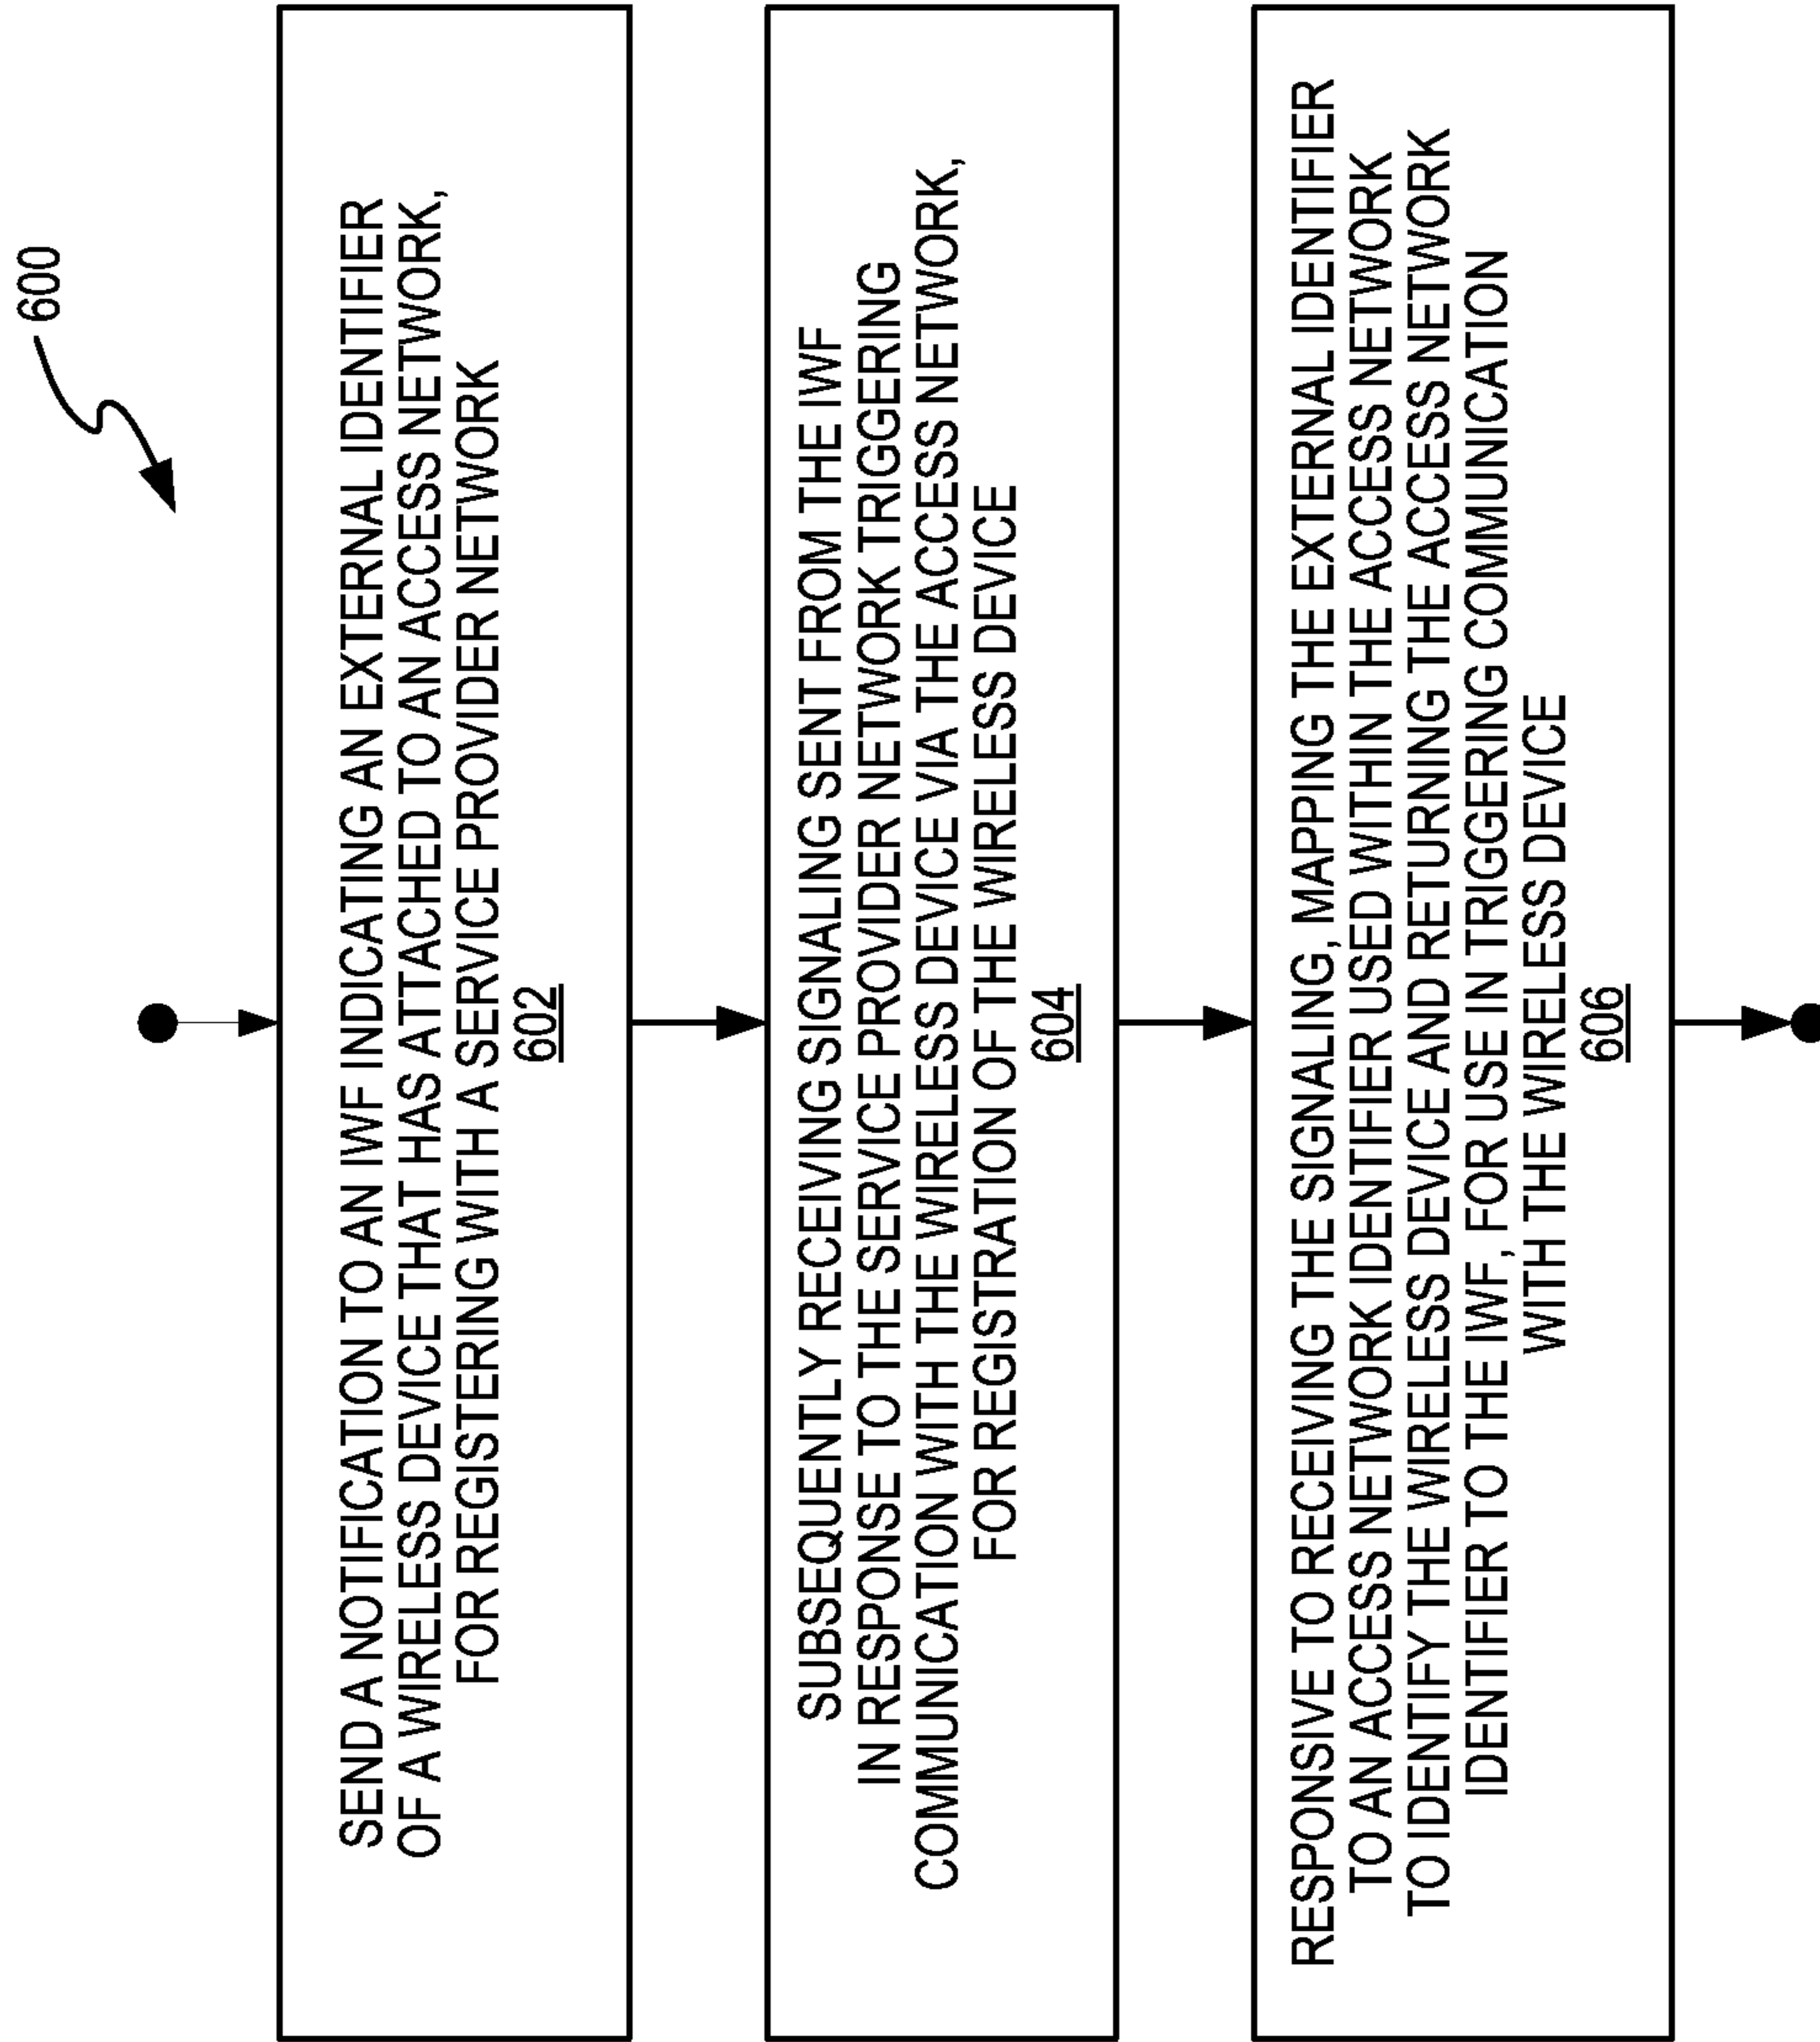 600
SEND A NOTIFICATION TO AN IWF INDICATING AN EXTERNAL IDENTIFIER
OF A WIRELESS DEVICE THAT HAS ATTACHED TO AN ACCESS NETWORK,
FOR REGISTERING WITH A SERVICE PROVIDER NETWORK
602
SUBSEQUENTLY RECEIVING SIGNALING SENT FROM THE IWF
IN RESPONSE TO THE SERVICE PROVIDER NETWORK TRIGGERING
COMMUNICATION WITH THE WIRELESS DEVICE VIA THE ACCESS NETWORK,
FOR REGISTRATION OF THE WIRELESS DEVICE
604
RESPONSIVE TO RECEIVING THE SIGNALING, MAPPING THE EXTERNAL IDENTIFIER
TO AN ACCESS NETWORK IDENTIFIER USED WITHIN THE ACCESS NETWORK
TO IDENTIFY THE WIRELESS DEVICE AND RETURNING THE ACCESS NETWORK
IDENTIFIER TO THE IWF, FOR USE IN TRIGGERING COMMUNICATION
WITH THE WIRELESS DEVICE
606